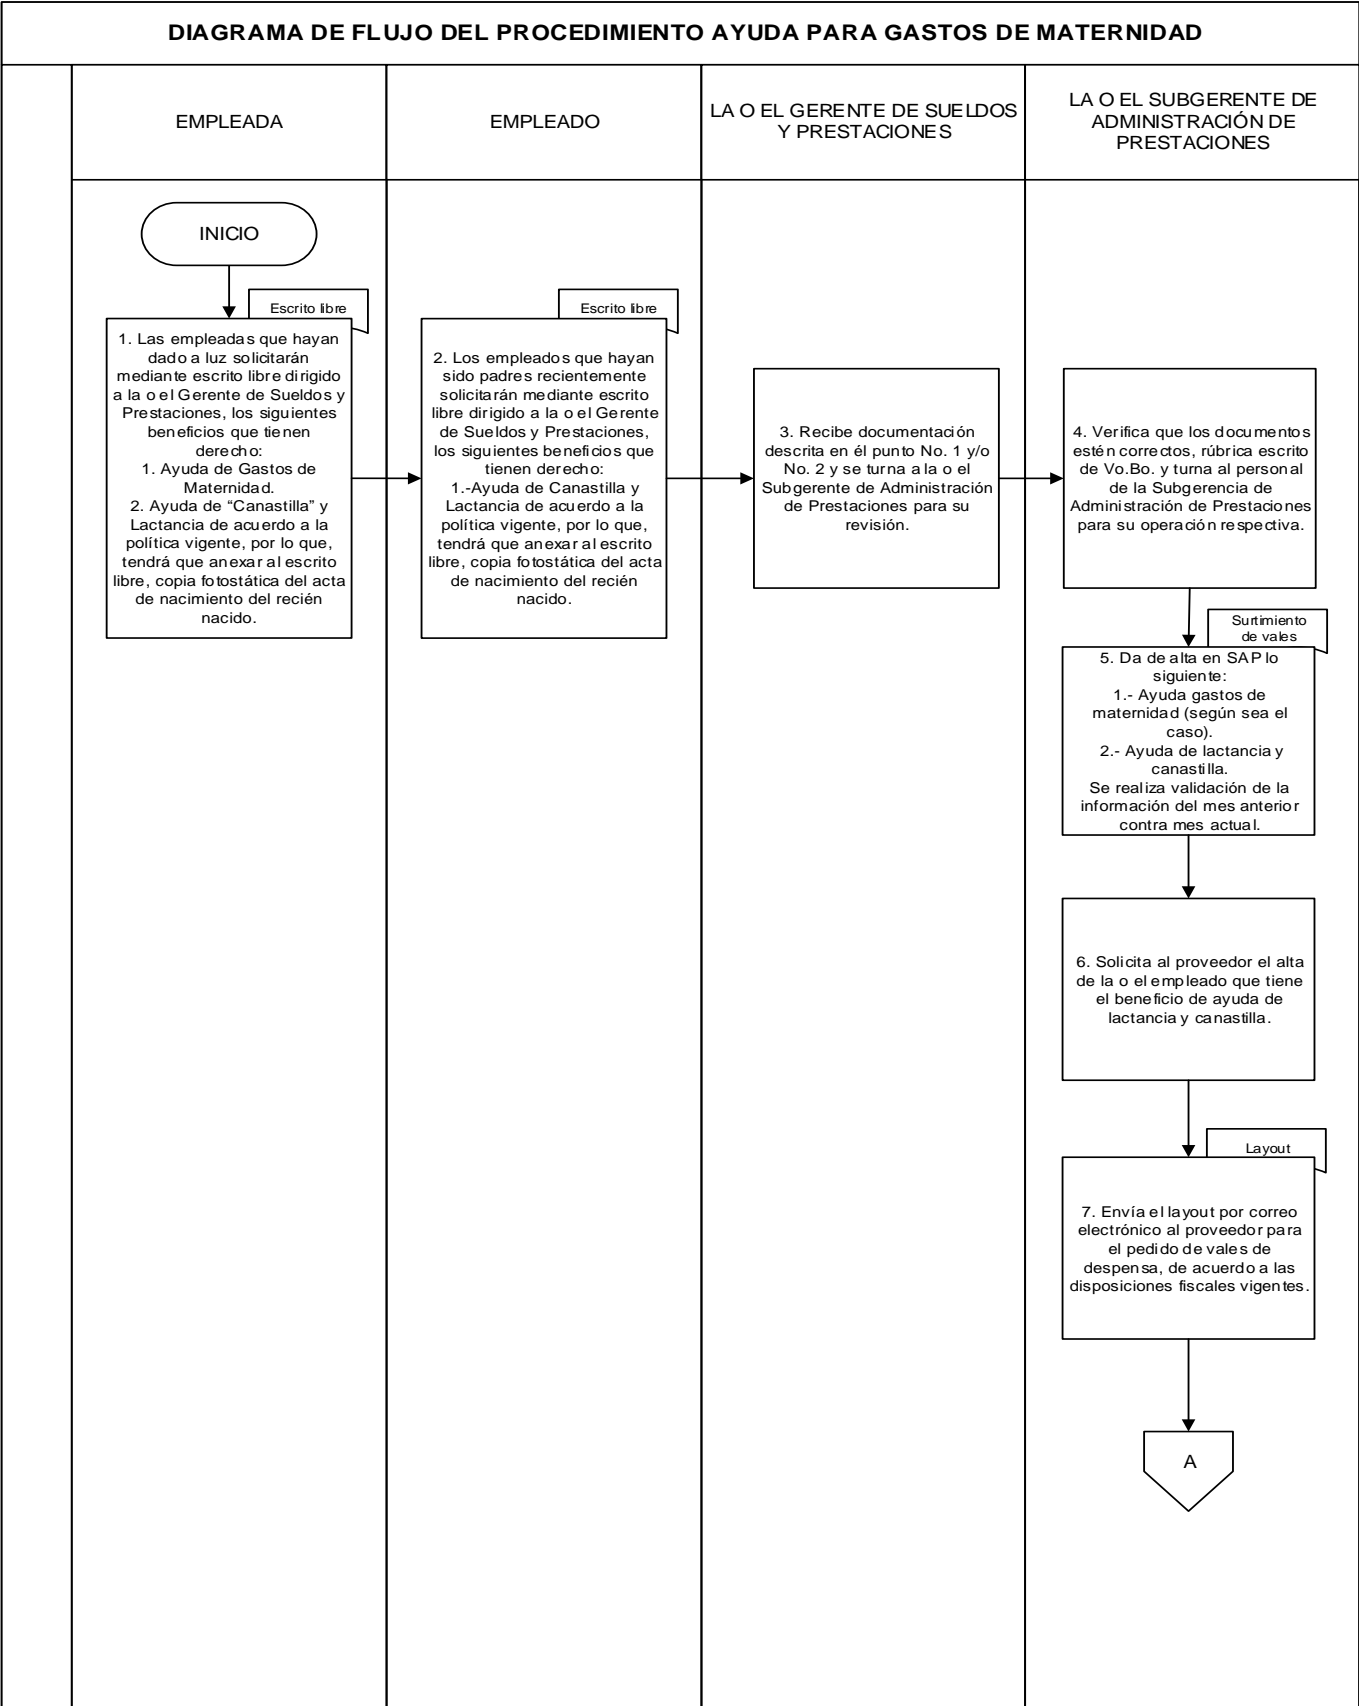 DIAGRAMA DE FLUJO DEL PROCEDIMIENTO AYUDA PARA GASTOS DE MATERNIDAD
EMPLEADA
EMPLEADO
LA O EL GERENTE DE SUELDOS
Y PRESTACIONES
LA O EL SUBGERENTE DE
ADMINISTRACIÓN DE
PRESTACIONES
INICIO
Escrito libre
1. Las empleadas que hayan
dado a luz solicitarán
mediante escrito libre dirigido
a la o el Gerente de Sueldos y
Prestaciones, los siguientes
beneficios que tienen
derecho:
1. Ayuda de Gastos de
Maternidad.
2. Ayuda de “Canastilla” y
Lactancia de acuerdo a la
política vigente, por lo que,
tendrá que anexar al escrito
libre, copia fotostática del acta
de nacimiento del recién
nacido.
Escrito libre
2. Los empleados que hayan
sido padres recientemente
solicitarán mediante escrito
libre dirigido a la o el Gerente
de Sueldos y Prestaciones,
los siguientes beneficios que
tienen derecho:
1.-Ayuda de Canastilla y
Lactancia de acuerdo a la
política vigente, por lo que,
tendrá que anexar al escrito
libre, copia fotostática del acta
de nacimiento del recién
nacido.
3. Recibe documentación
descrita en él punto No. 1 y/o
No. 2 y se turna a la o el
Subgerente de Administración
de Prestaciones para su
revisión.
4. Verifica que los documentos
estén correctos, rúbrica escrito
de Vo.Bo. y turna al personal
de la Subgerencia de
Administración de Prestaciones
para su operación respectiva.
Surtimiento
de vales
5. Da de alta en SAP lo
siguiente:
1.- Ayuda gastos de
maternidad (según sea el
caso).
2.- Ayuda de lactancia y
canastilla.
Se realiza validación de la
información del mes anterior
contra mes actual.
6. Solicita al proveedor el alta
de la o el empleado que tiene
el beneficio de ayuda de
lactancia y canastilla.
Layout
7. Envía el layout por correo
electrónico al proveedor para
el pedido de vales de
despensa, de acuerdo a las
disposiciones fiscales vigentes.
A